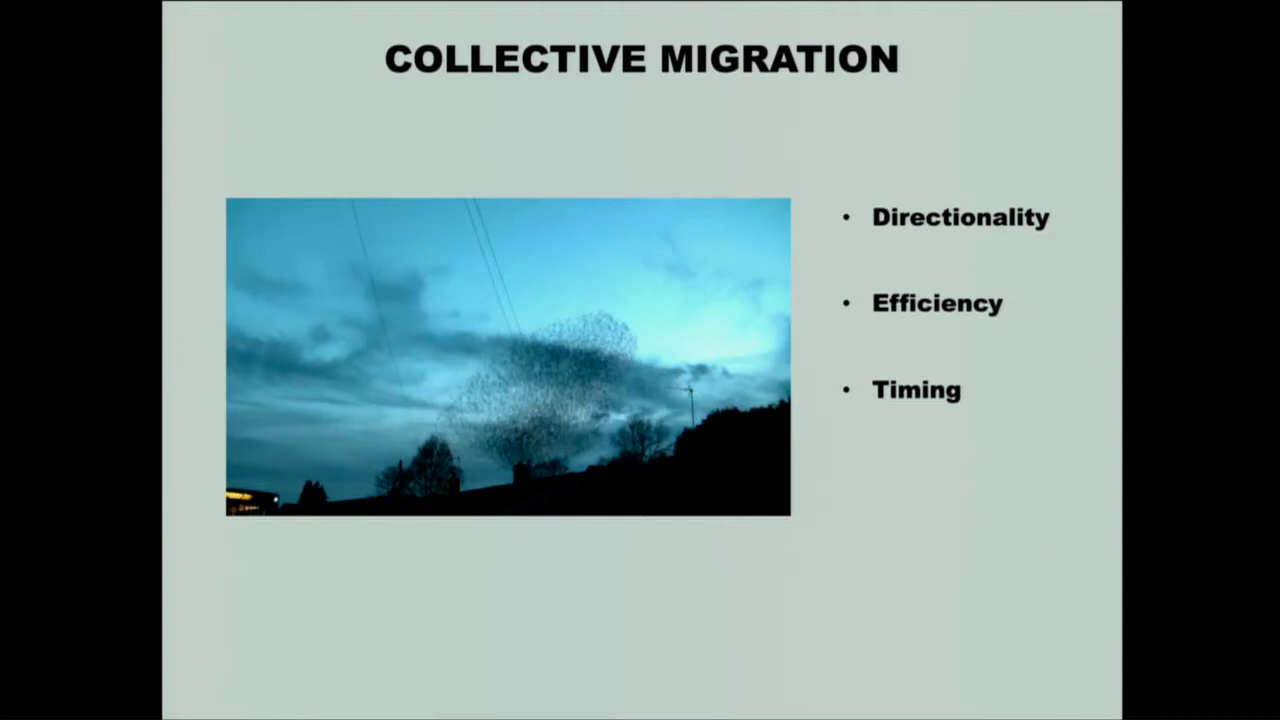 COLLECTIVE MIGRATION
• Directionality
• Efficiency
• Timing